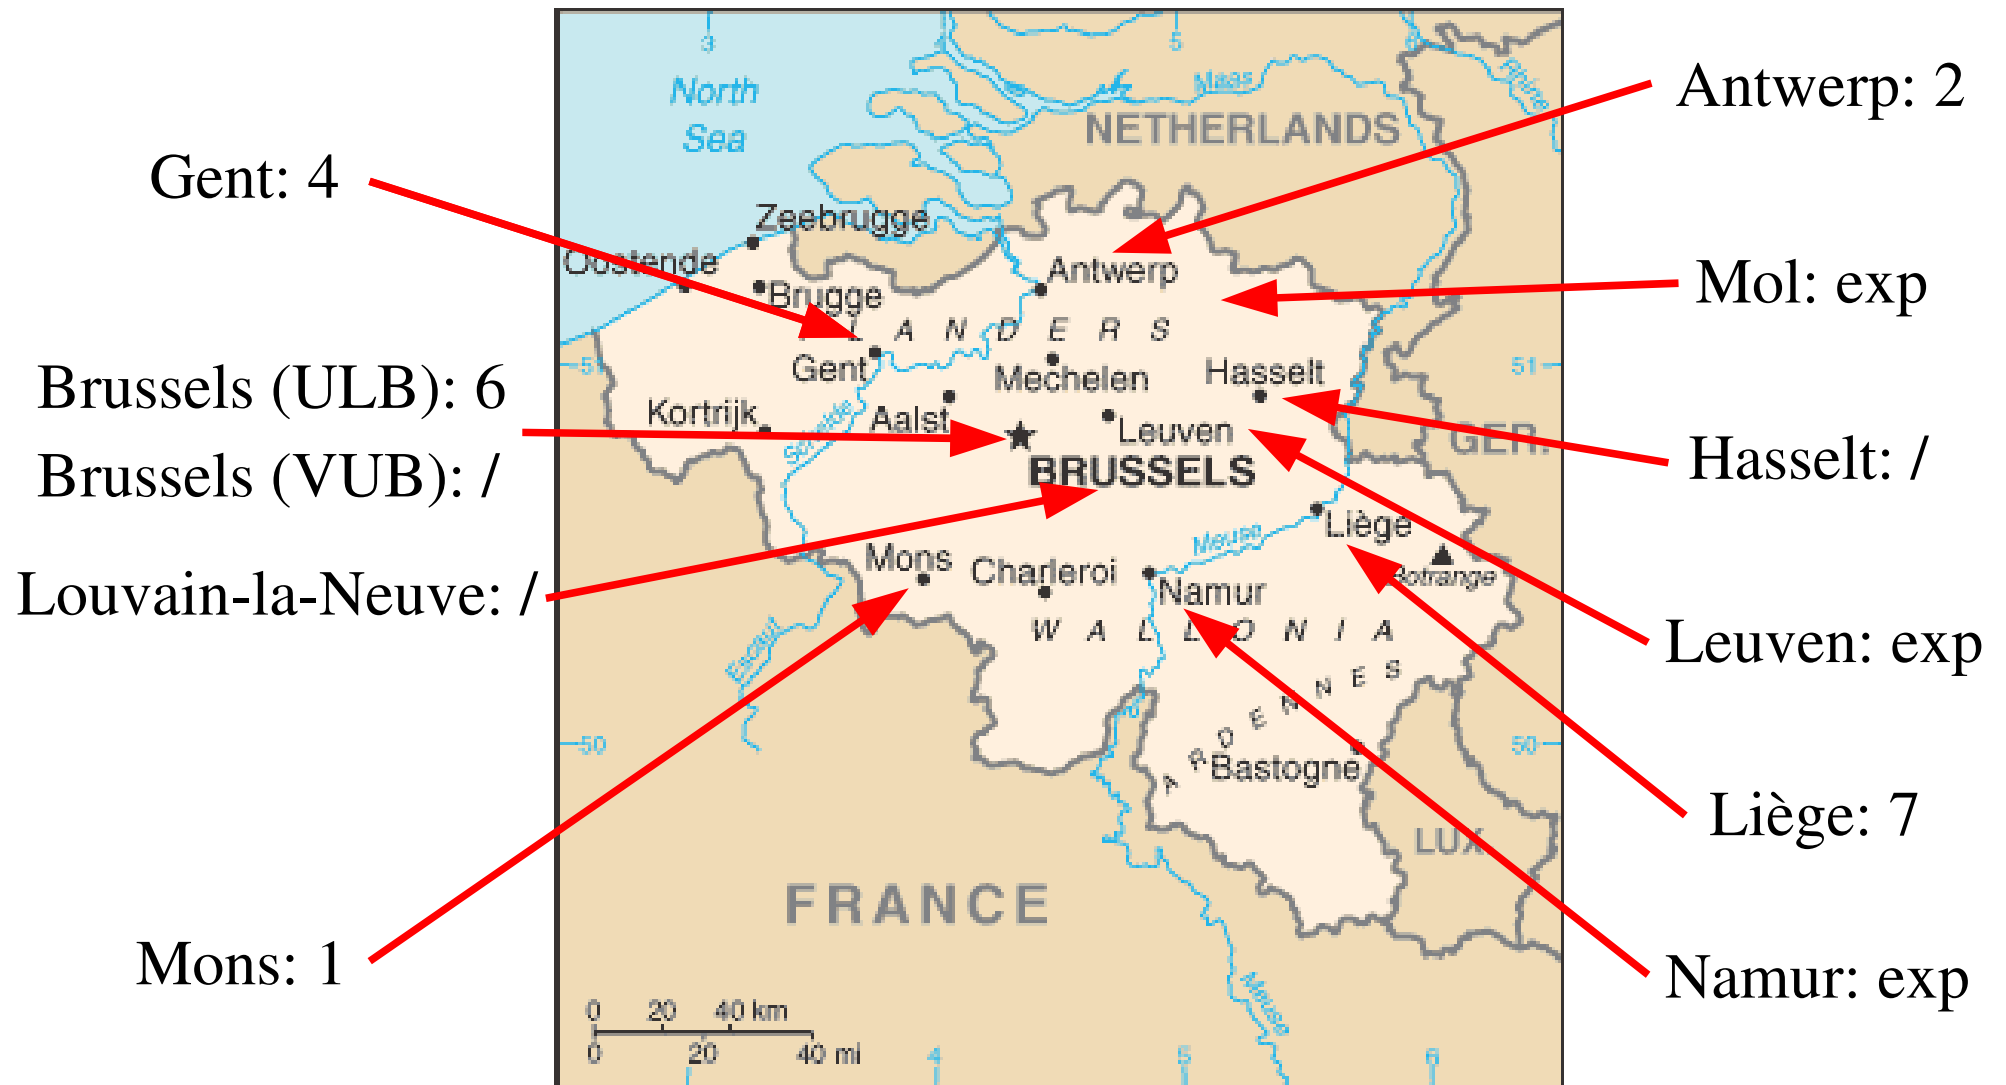 Gent: 4
Brussels (ULB): 6
Brussels (VUB): /
Louvain-la-Neuve: /
Mons: 1
3
5
6
North
Sea
Maas
Rhine
NETHERLANDS
Zeebrugge
Oostende
Brugge
Antwerp
L A N D E R S
51
Gent
Mechelen
Hasselt
51
Kortrijk
Aalst
Schelde
Leuven
GER.
BRUSSELS
Liège
Meuse
Mons
Charleroi
Botrange
Namur
W A L L O N I A
Escaut
A R D E N N E S
50
50
Bastogne
LUX.
FRANCE
Meuse
0 20 40 km
0 20 40 mi
4
5
6
Antwerp: 2
Mol: exp
Hasselt: /
Leuven: exp
Liège: 7
Namur: exp